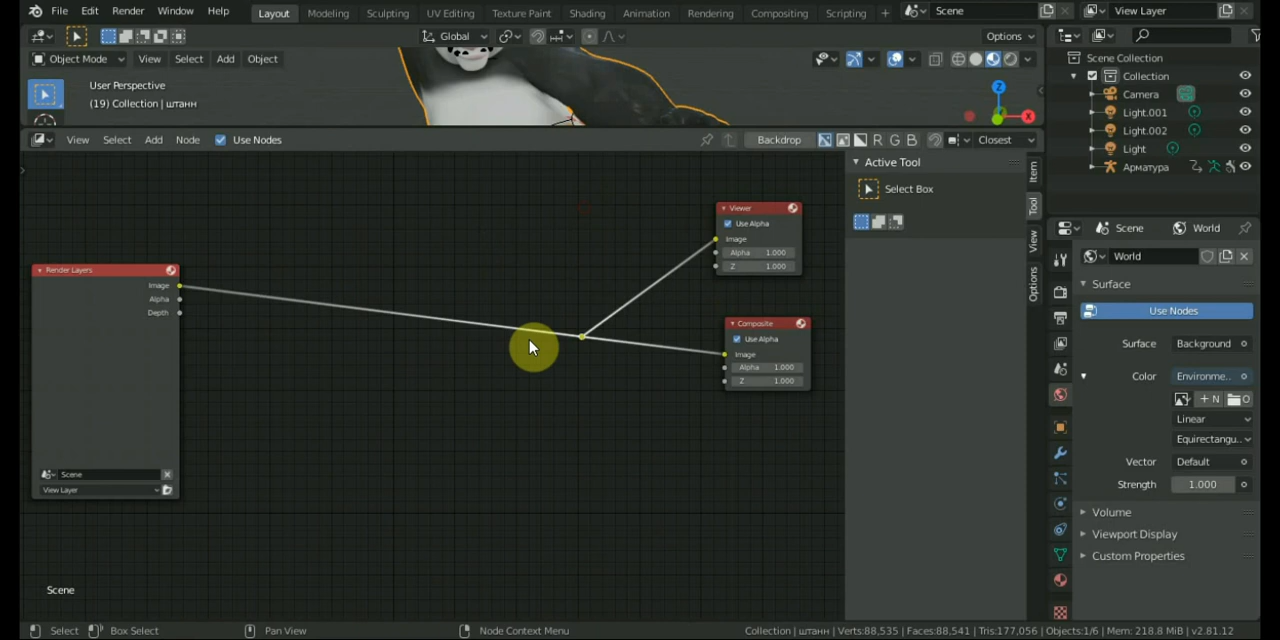 File Edit Render Window Help Layout Modeling Sculpting UV Editing Texture Paint Shading Animation Rendering Compositing Scripting + Scene View Layer
Global Options
Object Mode View Select Add Object
User Perspective
(19) Collection | штанн
Z
X
View Select Add Node Use Nodes Backdrop R G B Closest
Active Tool
Select Box
Item
Tool
View
Options
Viewer
Use Alpha
Image
Alpha 1.000
Z 1.000
Render Layers
Image
Alpha
Depth
Scene
View Layer
Composite
Use Alpha
Image
Alpha 1.000
Z 1.000
Scene
Scene Collection
Collection
Camera
Light.001
Light.002
Light
Арматура
Scene World
World
Surface
Use Nodes
Surface Background
Color Environme..
+ N O
Linear
Equirectangu..
Vector Default
Strength 1.000
Volume
Viewport Display
Custom Properties
Select Box Select Pan View Node Context Menu Collection | штанн | Verts:88,535 | Faces:88,541 | Tris:177,056 | Objects:1/6 | Mem: 218.8 MiB | v2.81.12